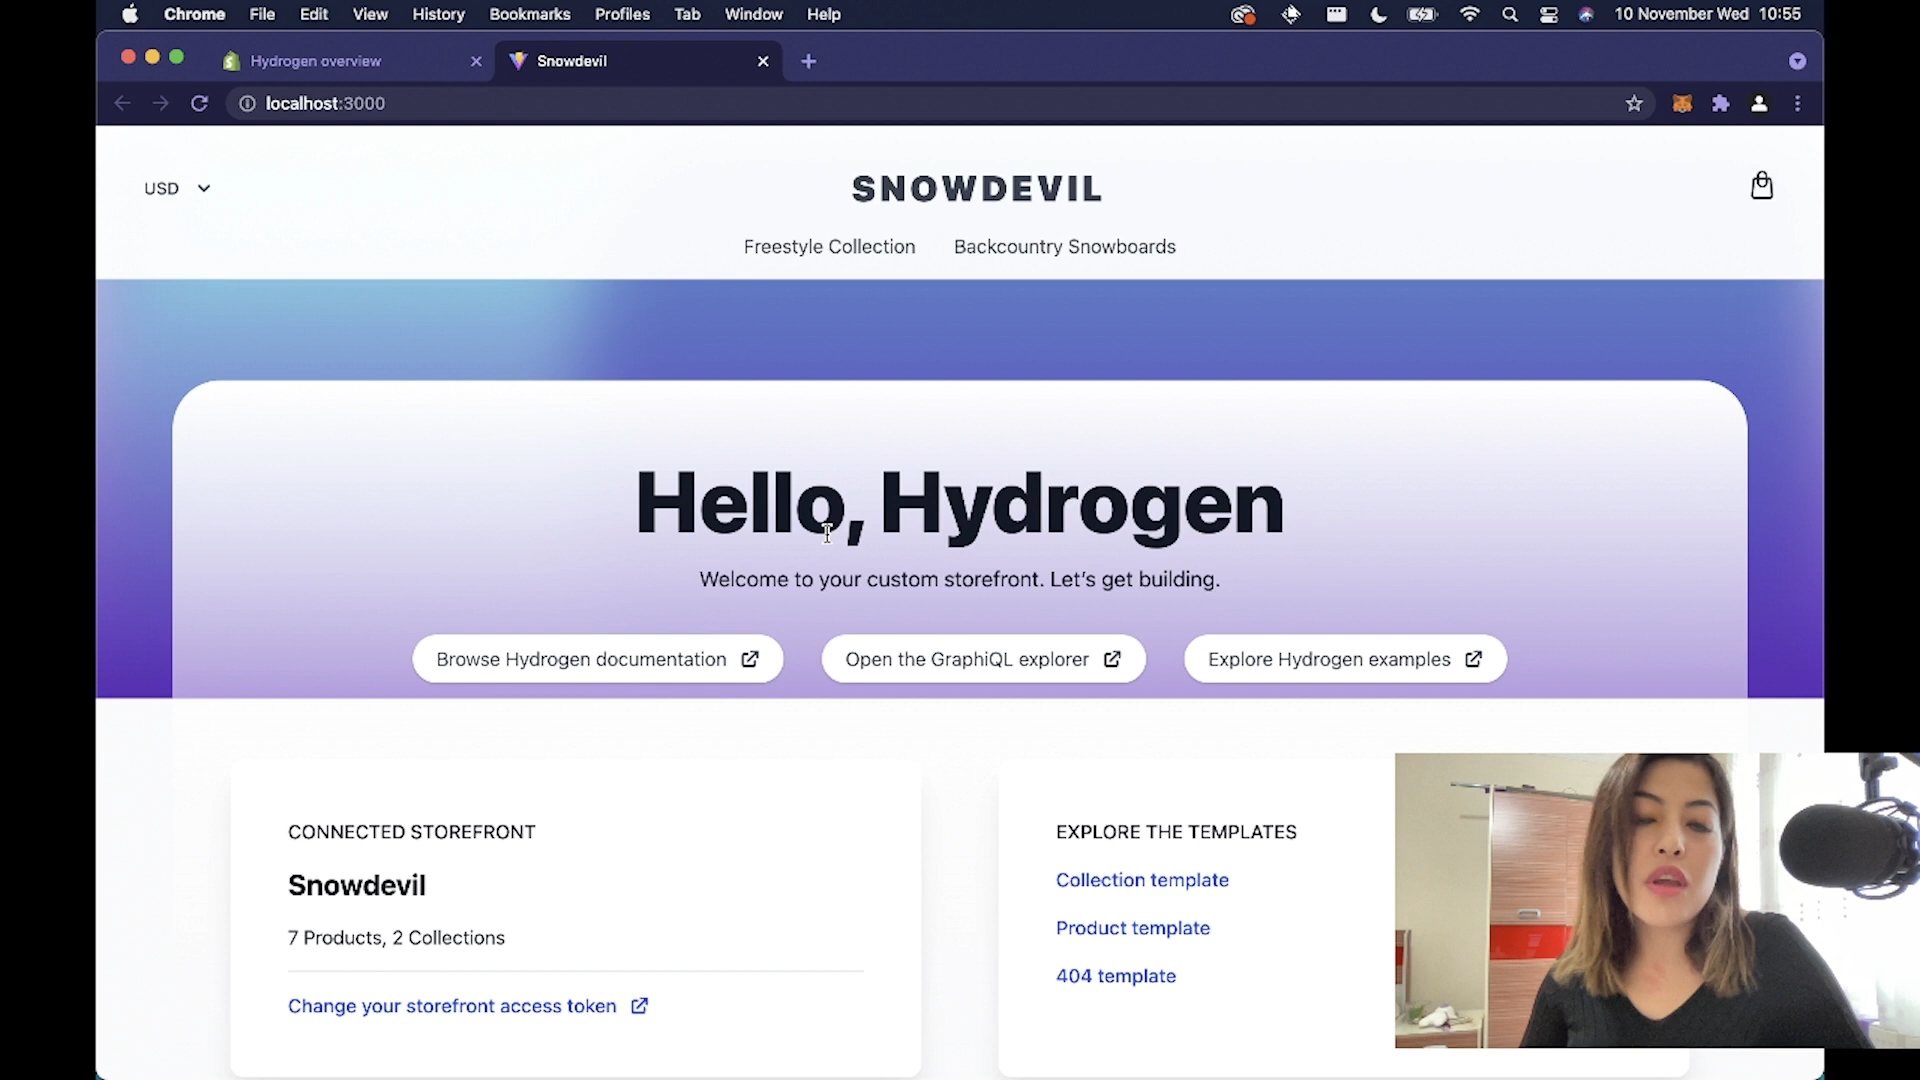 Chrome File Edit View History Bookmarks Profiles Tab Window Help 10 November Wed 10:55
Hydrogen overview Snowdevil
localhost:3000
USD SNOWDEVIL
Freestyle Collection Backcountry Snowboards
Hello, Hydrogen
Welcome to your custom storefront. Let's get building.
Browse Hydrogen documentation Open the GraphiQL explorer Explore Hydrogen examples
CONNECTED STOREFRONT
Snowdevil
7 Products, 2 Collections
Change your storefront access token
EXPLORE THE TEMPLATES
Collection template
Product template
404 template